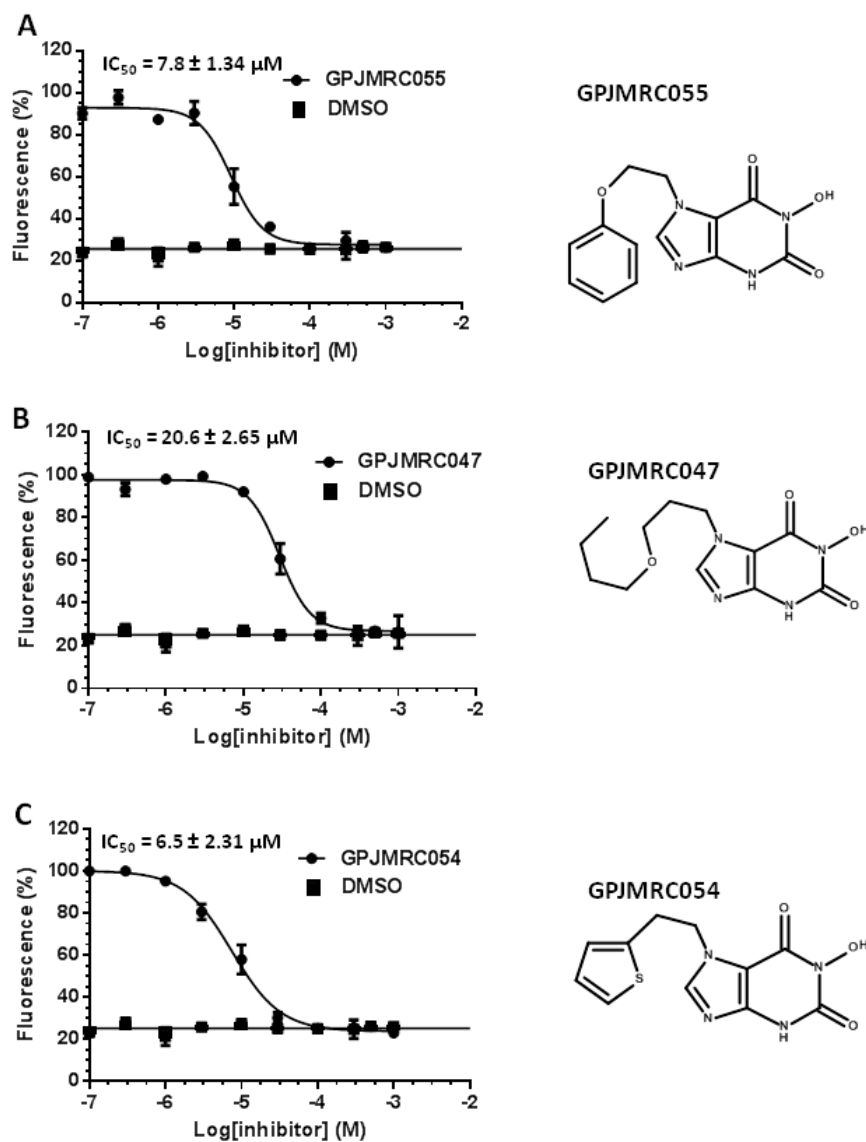 A
IC50 = 7.8 ± 1.34 µM
GPJMRC055
DMSO
Fluorescence (%)
120
100
80
60
40
20
0
-7 -6 -5 -4 -3 -2
Log[inhibitor] (M)
GPJMRC055
O
O
N
N
OH
N
N
H
O
B
IC50 = 20.6 ± 2.65 µM
GPJMRC047
DMSO
Fluorescence (%)
120
100
80
60
40
20
0
-7 -6 -5 -4 -3 -2
Log[inhibitor] (M)
GPJMRC047
O
O
N
N
OH
N
N
H
O
C
IC50 = 6.5 ± 2.31 µM
GPJMRC054
DMSO
Fluorescence (%)
120
100
80
60
40
20
0
-7 -6 -5 -4 -3 -2
Log[inhibitor] (M)
GPJMRC054
O
S
N
N
OH
N
N
H
O